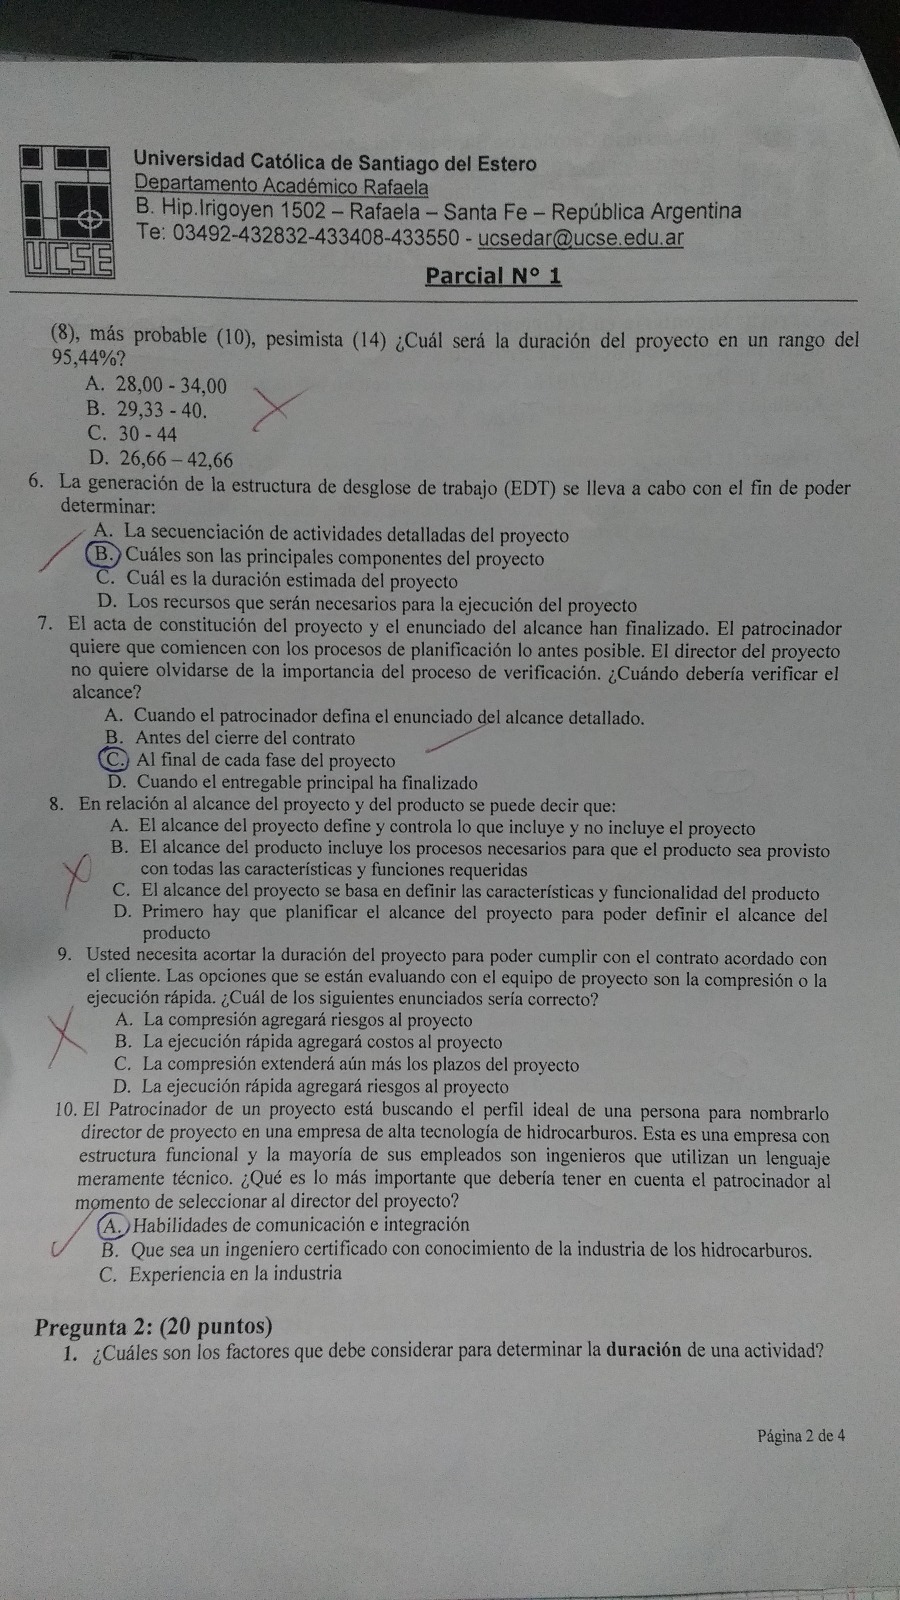 UCSE
Universidad Católica de Santiago del Estero
Departamento Académico Rafaela
B. Hip.Irigoyen 1502 – Rafaela – Santa Fe – República Argentina
Te: 03492-432832-433408-433550 - ucsedar@ucse.edu.ar
Parcial N° 1
(8), más probable (10), pesimista (14) ¿Cuál será la duración del proyecto en un rango del
95,44%?
A. 28,00 - 34,00
B. 29,33 - 40.
C. 30 - 44
D. 26,66 – 42,66
6. La generación de la estructura de desglose de trabajo (EDT) se lleva a cabo con el fin de poder
determinar:
A. La secuenciación de actividades detalladas del proyecto
B. Cuáles son las principales componentes del proyecto
C. Cuál es la duración estimada del proyecto
D. Los recursos que serán necesarios para la ejecución del proyecto
7. El acta de constitución del proyecto y el enunciado del alcance han finalizado. El patrocinador
quiere que comiencen con los procesos de planificación lo antes posible. El director del proyecto
no quiere olvidarse de la importancia del proceso de verificación. ¿Cuándo debería verificar el
alcance?
A. Cuando el patrocinador defina el enunciado del alcance detallado.
B. Antes del cierre del contrato
C. Al final de cada fase del proyecto
D. Cuando el entregable principal ha finalizado
8. En relación al alcance del proyecto y del producto se puede decir que:
A. El alcance del proyecto define y controla lo que incluye y no incluye el proyecto
B. El alcance del producto incluye los procesos necesarios para que el producto sea provisto
con todas las características y funciones requeridas
C. El alcance del proyecto se basa en definir las características y funcionalidad del producto
D. Primero hay que planificar el alcance del proyecto para poder definir el alcance del
producto
9. Usted necesita acortar la duración del proyecto para poder cumplir con el contrato acordado con
el cliente. Las opciones que se están evaluando con el equipo de proyecto son la compresión o la
ejecución rápida. ¿Cuál de los siguientes enunciados sería correcto?
A. La compresión agregará riesgos al proyecto
B. La ejecución rápida agregará costos al proyecto
C. La compresión extenderá aún más los plazos del proyecto
D. La ejecución rápida agregará riesgos al proyecto
10. El Patrocinador de un proyecto está buscando el perfil ideal de una persona para nombrarlo
director de proyecto en una empresa de alta tecnología de hidrocarburos. Esta es una empresa con
estructura funcional y la mayoría de sus empleados son ingenieros que utilizan un lenguaje
meramente técnico. ¿Qué es lo más importante que debería tener en cuenta el patrocinador al
momento de seleccionar al director del proyecto?
A. Habilidades de comunicación e integración
B. Que sea un ingeniero certificado con conocimiento de la industria de los hidrocarburos.
C. Experiencia en la industria
Pregunta 2: (20 puntos)
1. ¿Cuáles son los factores que debe considerar para determinar la duración de una actividad?
Página 2 de 4